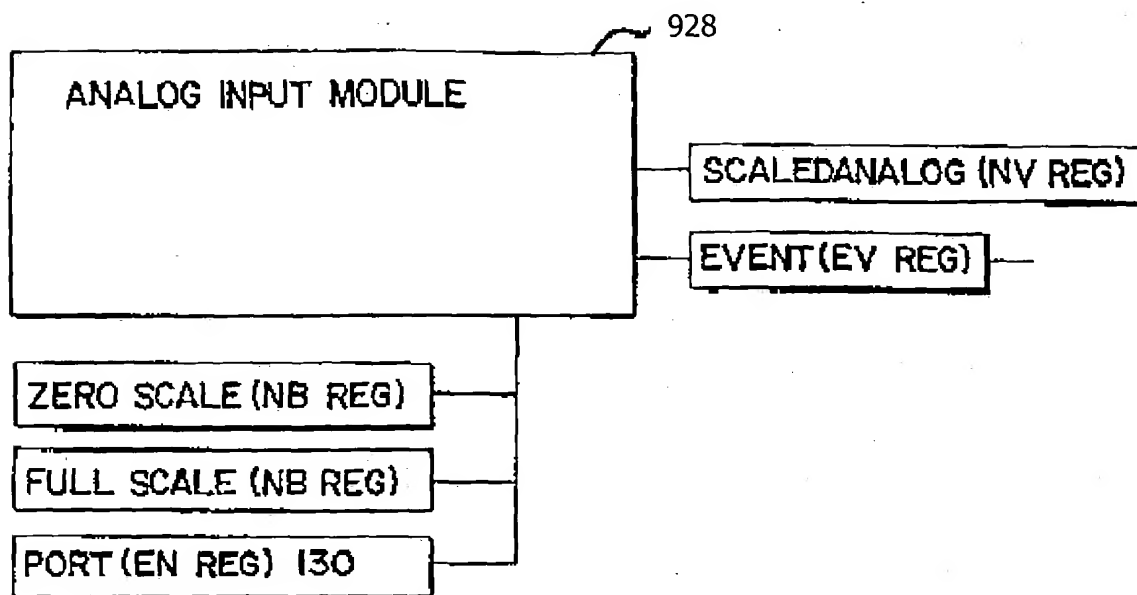 928
ANALOG INPUT MODULE
SCALEDANALOG (NV REG)
EVENT (EV REG)
ZERO SCALE (NB REG)
FULL SCALE (NB REG)
PORT (EN REG) 130